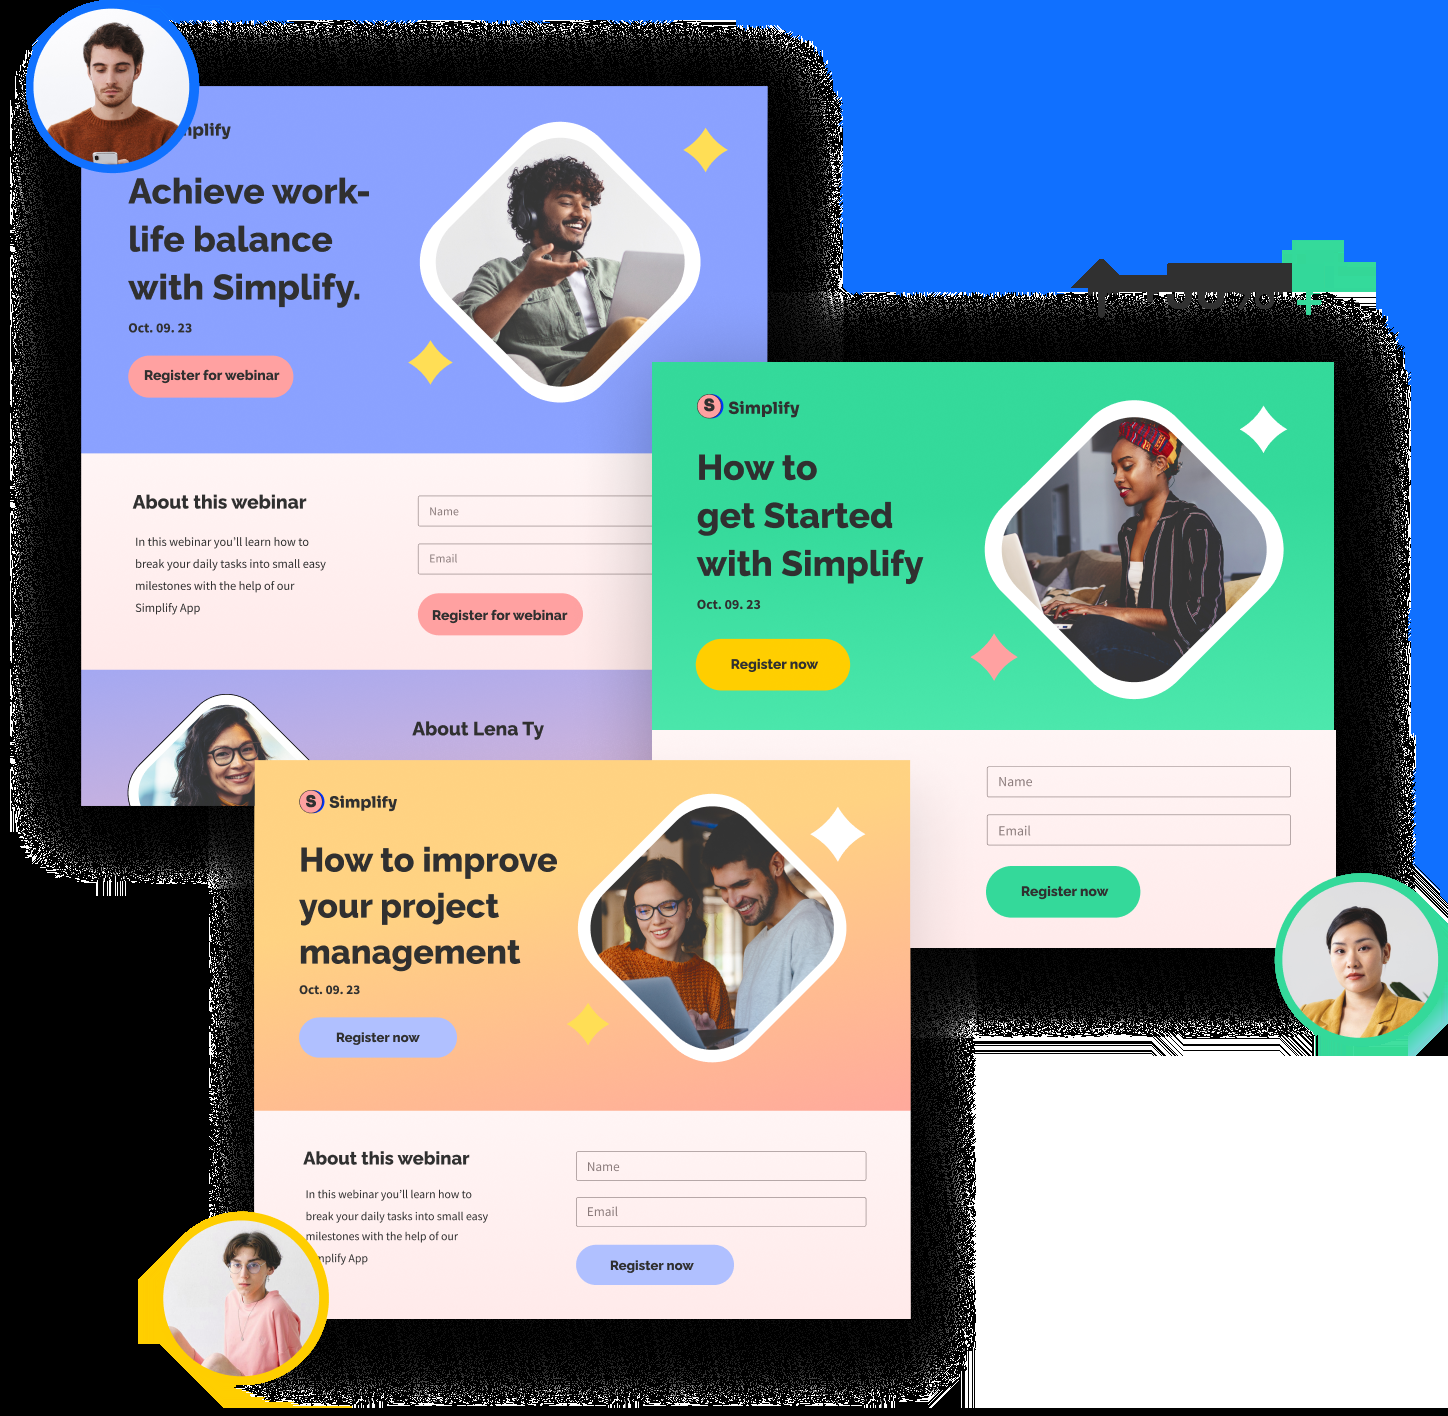 Achieve work-
life balance
with Simplify.
Oct. 09. 23
Register for webinar
About this webinar
In this webinar you'll learn how to
break your daily tasks into small easy
milestones with the help of our
Simplify App
Name
Email
Register for webinar
About Lena Ty
S Simplify
How to
get Started
with Simplify
Oct. 09. 23
Register now
Name
Email
Register now
S Simplify
How to improve
your project
management
Oct. 09. 23
Register now
About this webinar
In this webinar you'll learn how to
break your daily tasks into small easy
milestones with the help of our
App
Name
Email
Register now